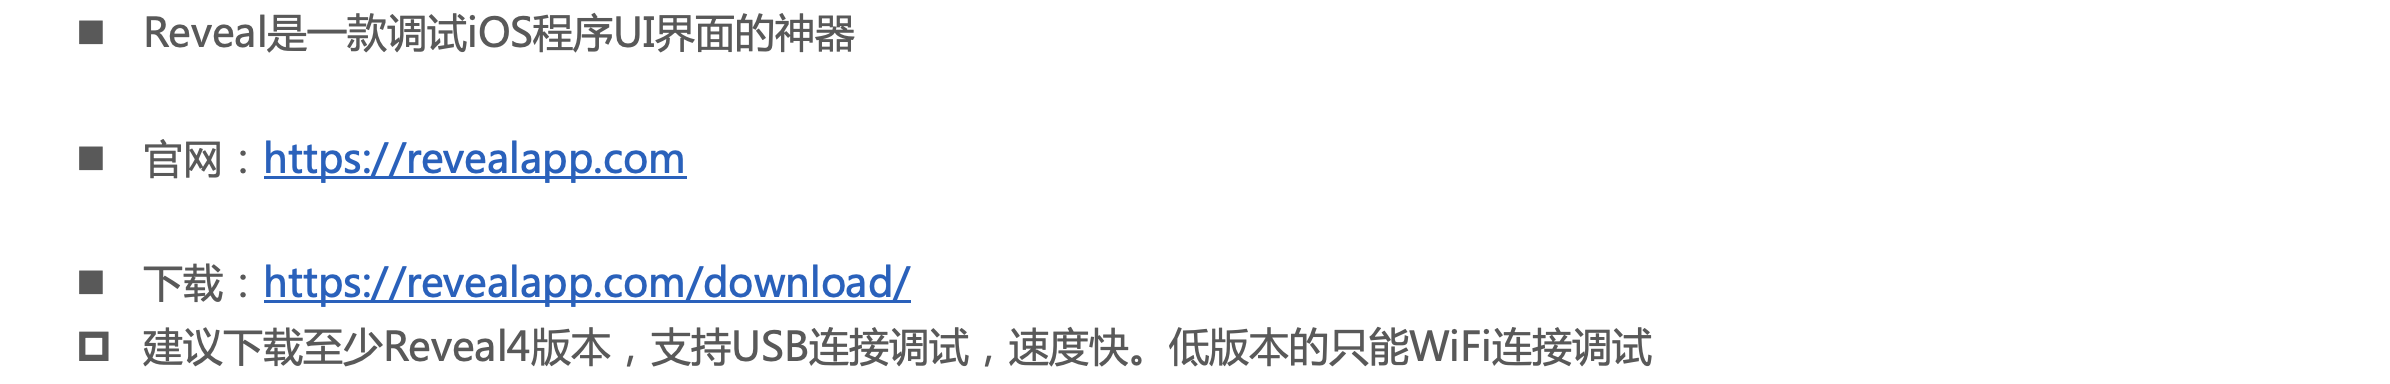 Reveal是一款调试iOS程序UI界面的神器
官网：https://revealapp.com
下载：https://revealapp.com/download/
建议下载至少Reveal4版本，支持USB连接调试，速度快。低版本的只能WiFi连接调试